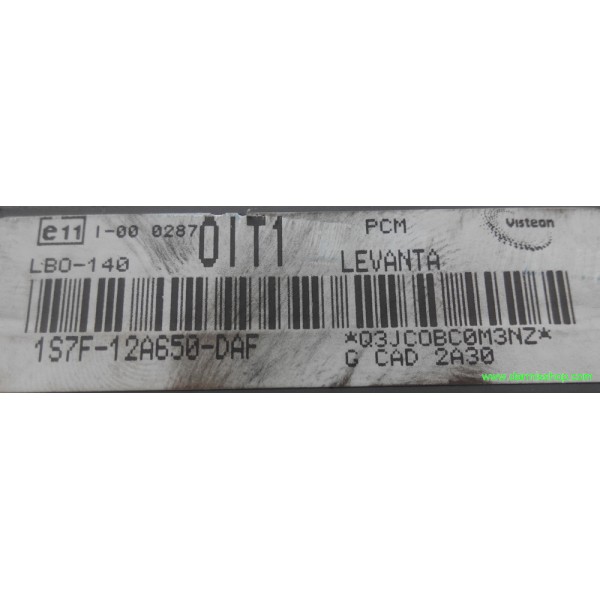 e11 I-00 0287 0IT1 PCM Visteon
LBO-140 LEVANTA
1S7F-12A650-DAF *Q3JCOBC0M3NZ*
G CAD 2A30